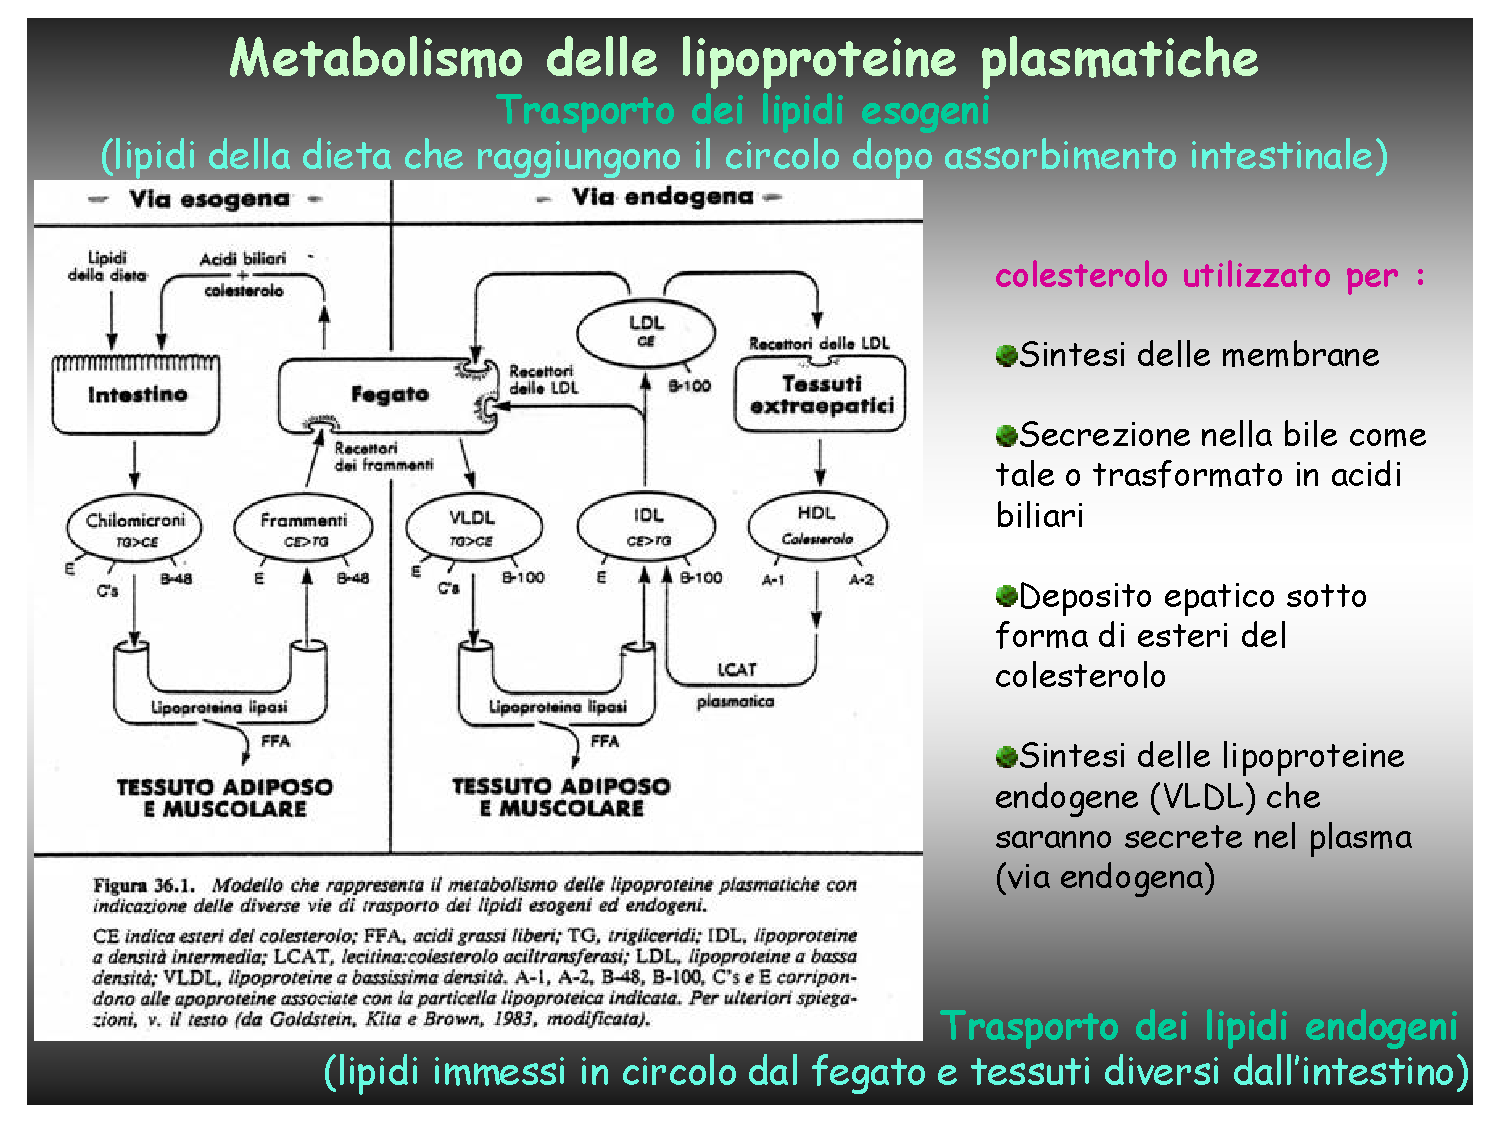 Metabolismo delle lipoproteine plasmatiche
Trasporto dei lipidi esogeni
(lipidi della dieta che raggiungono il circolo dopo assorbimento intestinale)
Via esogena
Via endogena
Lipidi
della dieta
Acidi biliari
+
colesterolo
LDL
CE
B-100
Recettori delle LDL
Recettori
delle LDL
Intestino
Fegato
Tessuti
extraepatici
Recettori
dei frammenti
Chilomicroni
TG>CE
E
C's
B-48
Frammenti
CE>TG
E
B-48
VLDL
TG>CE
E
C's
B-100
IDL
CE>TG
E
B-100
HDL
Colesterolo
A-1
A-2
LCAT
plasmatica
Lipoproteina lipasi
FFA
Lipoproteina lipasi
FFA
TESSUTO ADIPOSO
E MUSCOLARE
TESSUTO ADIPOSO
E MUSCOLARE
Figura 36.1. Modello che rappresenta il metabolismo delle lipoproteine plasmatiche con
indicazione delle diverse vie di trasporto dei lipidi esogeni ed endogeni.
CE indica esteri del colesterolo; FFA, acidi grassi liberi; TG, trigliceridi; IDL, lipoproteine
a densità intermedia; LCAT, lecitina:colesterolo aciltransferasi; LDL, lipoproteine a bassa
densità; VLDL, lipoproteine a bassissima densità. A-1, A-2, B-48, B-100, C's e E corripon-
dono alle apoproteine associate con la particella lipoproteica indicata. Per ulteriori spiega-
zioni, v. il testo (da Goldstein, Kita e Brown, 1983, modificata).
colesterolo utilizzato per :
Sintesi delle membrane
Secrezione nella bile come
tale o trasformato in acidi
biliari
Deposito epatico sotto
forma di esteri del
colesterolo
Sintesi delle lipoproteine
endogene (VLDL) che
saranno secrete nel plasma
(via endogena)
Trasporto dei lipidi endogeni
(lipidi immessi in circolo dal fegato e tessuti diversi dall'intestino)